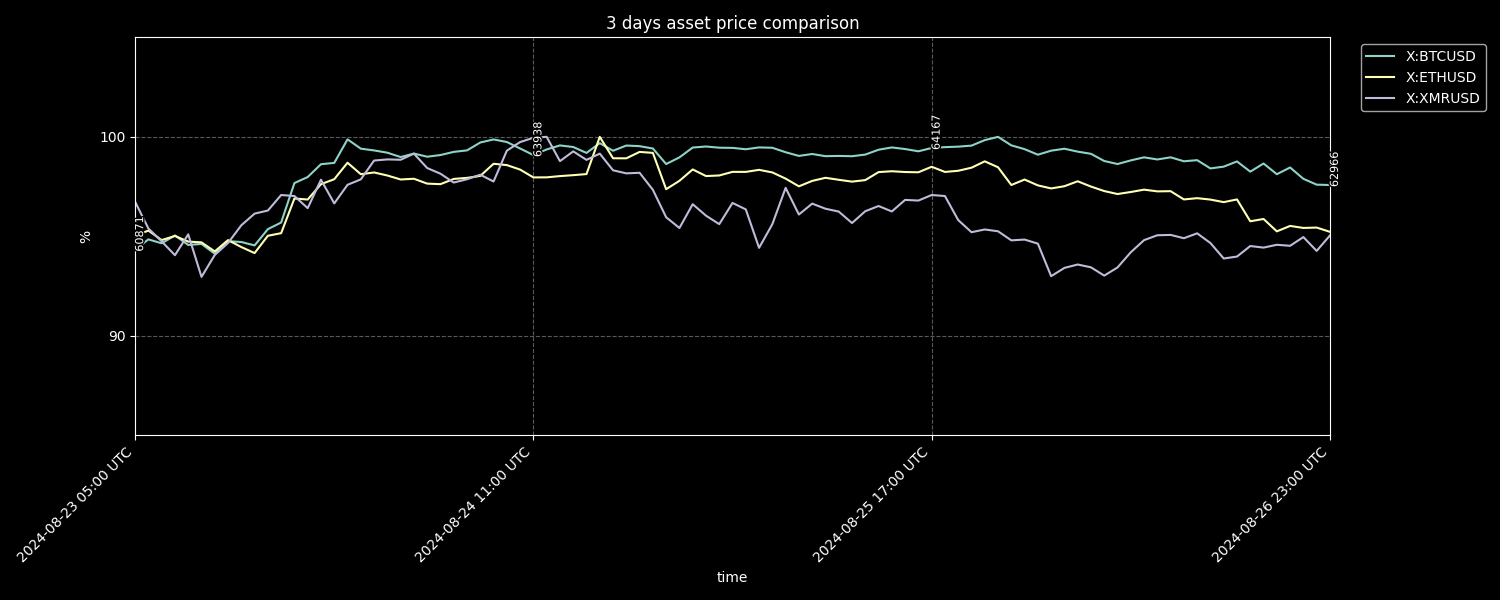 3 days asset price comparison
X:BTCUSD
X:ETHUSD
X:XMRUSD
100
90
%
60871
63938
64167
62966
2024-08-23 05:00 UTC
2024-08-24 11:00 UTC
2024-08-25 17:00 UTC
2024-08-26 23:00 UTC
time